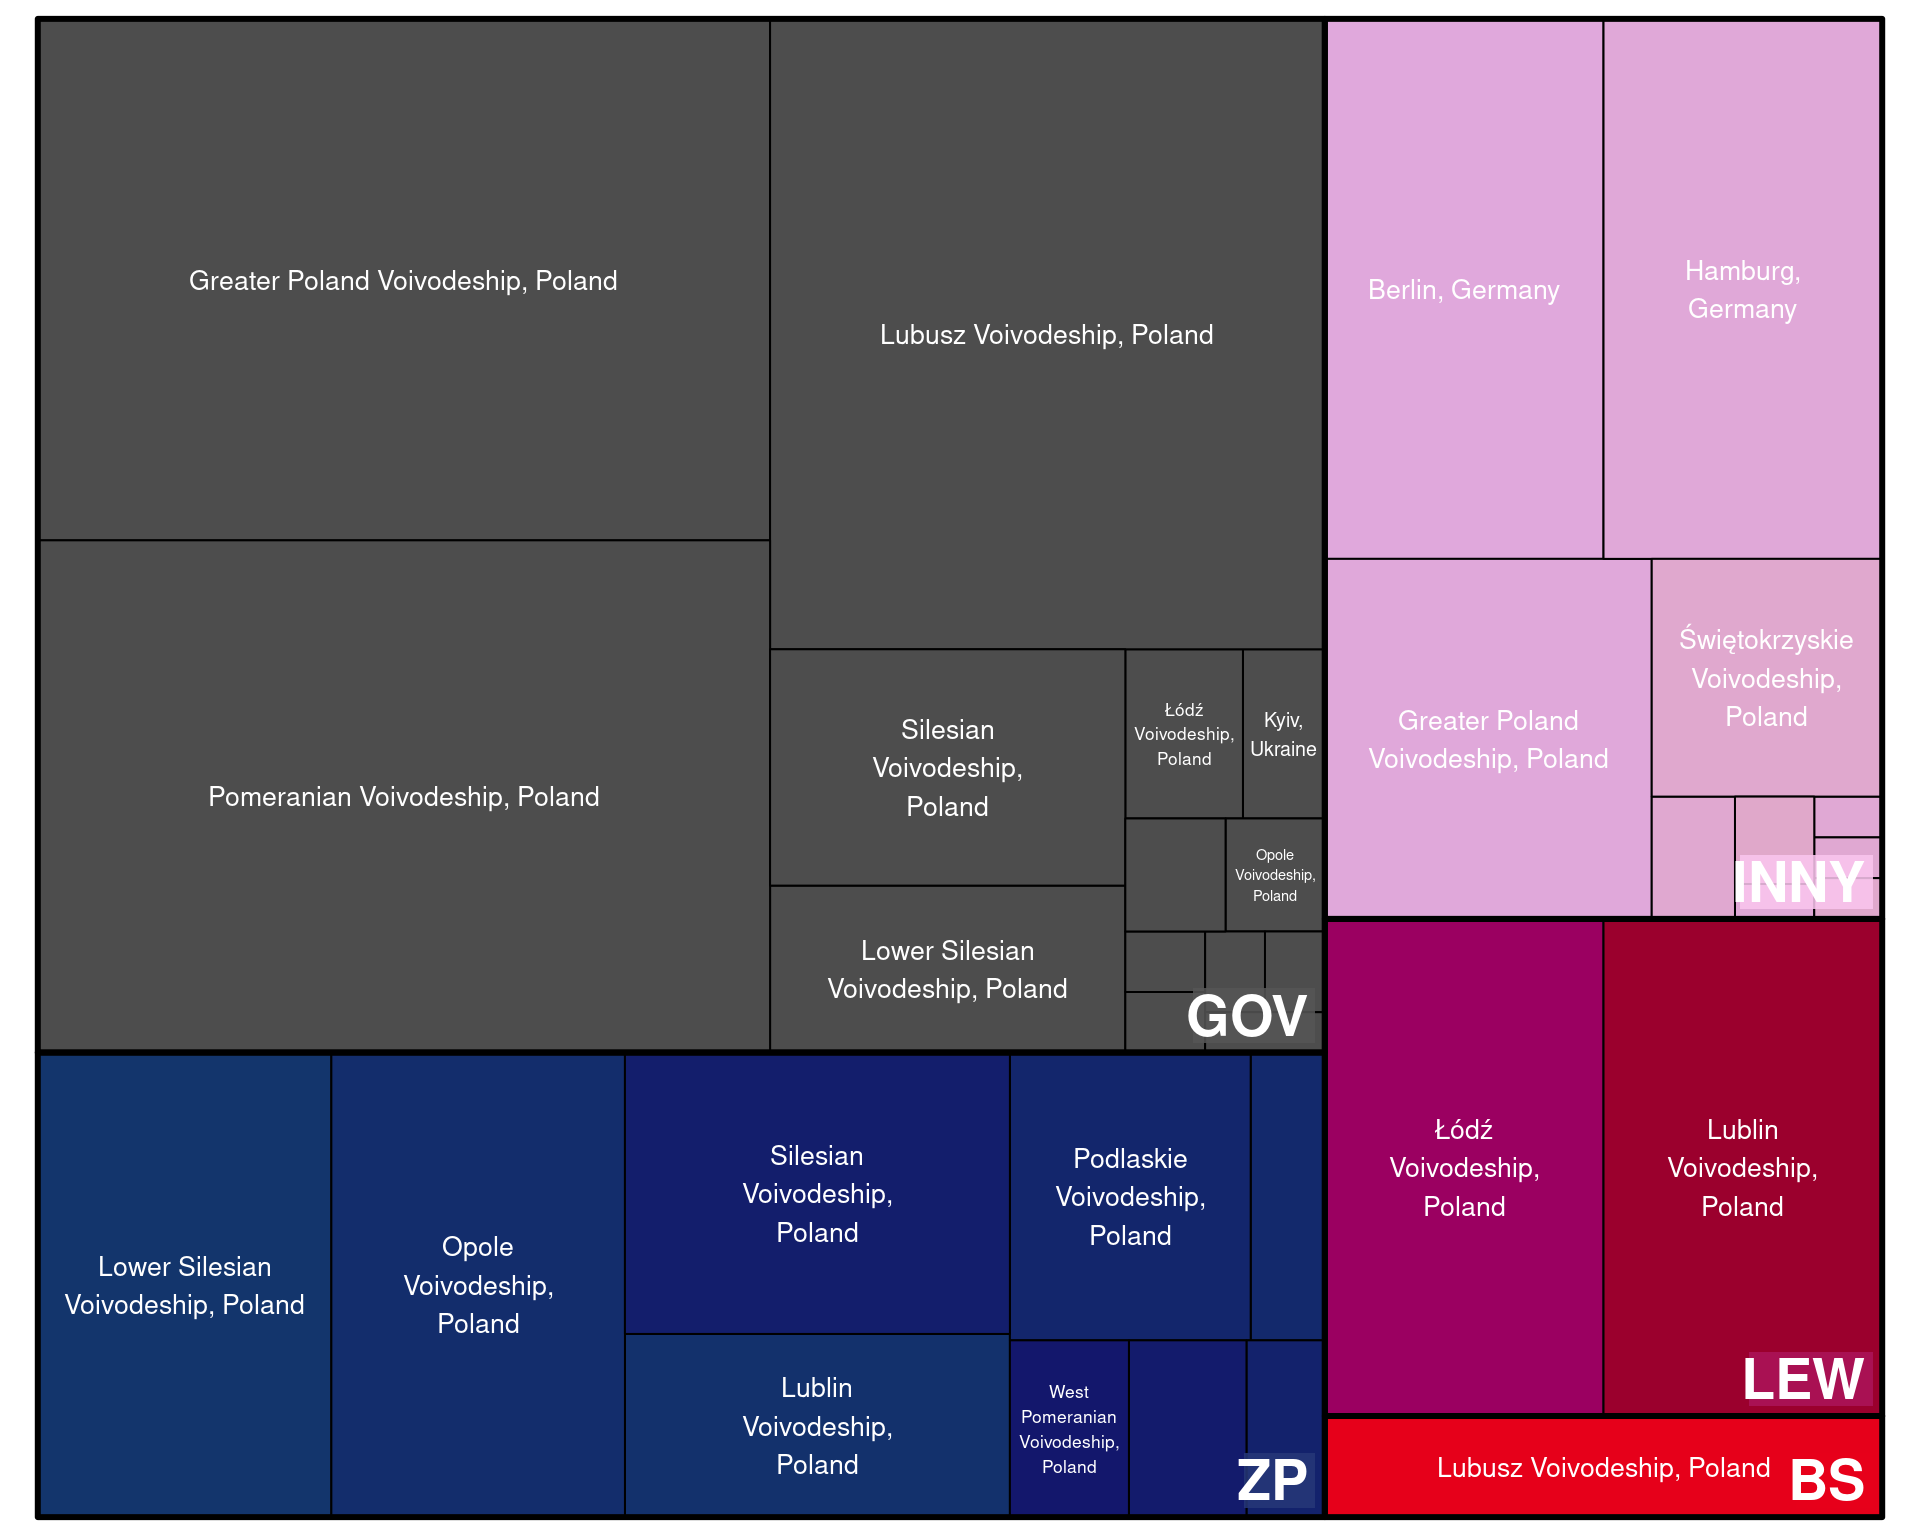 Greater Poland Voivodeship, Poland
Lubusz Voivodeship, Poland
Pomeranian Voivodeship, Poland
Silesian
Voivodeship,
Poland
Łódź
Voivodeship,
Poland
Kyiv,
Ukraine
Opole
Voivodeship,
Poland
Lower Silesian
Voivodeship, Poland
GOV
Berlin, Germany
Hamburg,
Germany
Greater Poland
Voivodeship, Poland
Świętokrzyskie
Voivodeship,
Poland
INNY
Lower Silesian
Voivodeship, Poland
Opole
Voivodeship,
Poland
Silesian
Voivodeship,
Poland
Lublin
Voivodeship,
Poland
Podlaskie
Voivodeship,
Poland
West
Pomeranian
Voivodeship,
Poland
ZP
Łódź
Voivodeship,
Poland
Lublin
Voivodeship,
Poland
LEW
Lubusz Voivodeship, Poland
BS